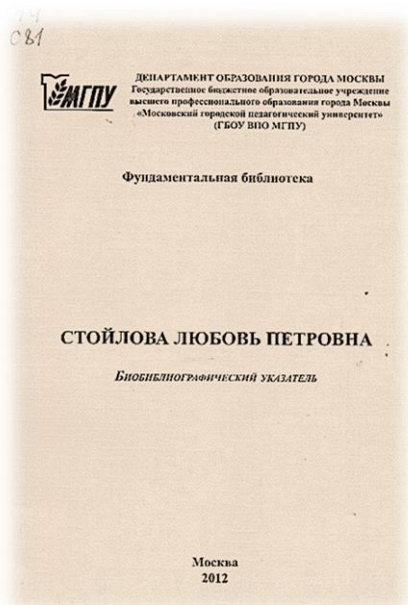 С81
МГПУ
ДЕПАРТАМЕНТ ОБРАЗОВАНИЯ ГОРОДА МОСКВЫ
Государственное бюджетное образовательное учреждение
высшего профессионального образования города Москвы
«Московский городской педагогический университет»
(ГБОУ ВПО МГПУ)
Фундаментальная библиотека
СТОЙЛОВА ЛЮБОВЬ ПЕТРОВНА
БИОБИБЛИОГРАФИЧЕСКИЙ УКАЗАТЕЛЬ
Москва
2012